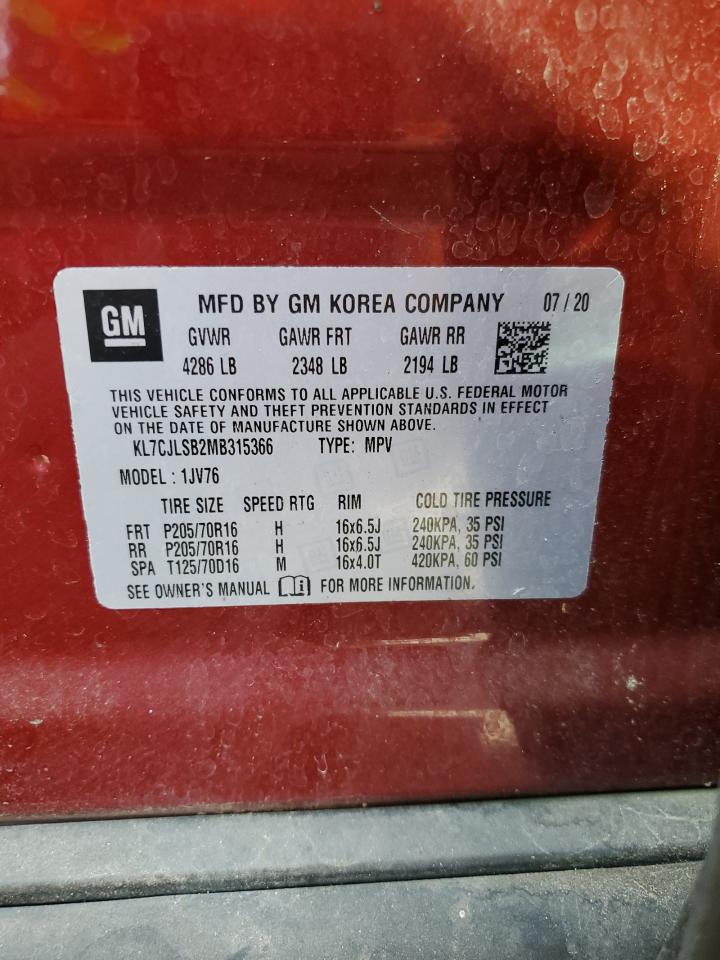 GM MFD BY GM KOREA COMPANY 07/20
GVWR GAWR FRT GAWR RR
4286 LB 2348 LB 2194 LB
THIS VEHICLE CONFORMS TO ALL APPLICABLE U.S. FEDERAL MOTOR
VEHICLE SAFETY AND THEFT PREVENTION STANDARDS IN EFFECT
ON THE DATE OF MANUFACTURE SHOWN ABOVE.
KL7CJLSB2MB315366 TYPE: MPV
MODEL : 1JV76
TIRE SIZE SPEED RTG RIM COLD TIRE PRESSURE
FRT P205/70R16 H 16x6.5J 240KPA, 35 PSI
RR P205/70R16 H 16x6.5J 240KPA, 35 PSI
SPA T125/70D16 M 16x4.0T 420KPA, 60 PSI
SEE OWNER'S MANUAL i FOR MORE INFORMATION.